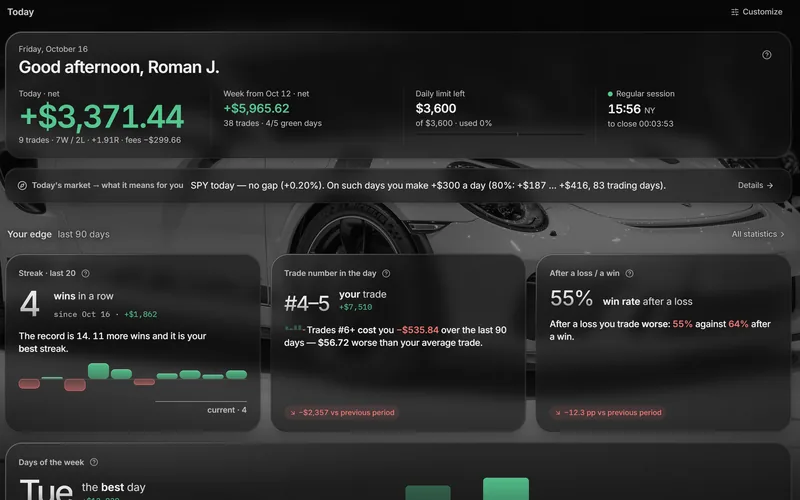 Today
Customize
Friday, October 16
Good afternoon, Roman J.
Today · net
+$3,371.44
9 trades · 7W / 2L · +1.91R · fees −$299.66
Week from Oct 12 · net
+$5,965.62
38 trades · 4/5 green days
Daily limit left
$3,600
of $3,600 · used 0%
Regular session
15:56 NY
to close 00:03:53
Today's market → what it means for you
SPY today — no gap (+0.20%). On such days you make +$300 a day (80%: +$187 … +$416, 83 trading days).
Details →
Your edge last 90 days
All statistics ›
Streak · last 20
4 wins in a row
since Oct 16 · +$1,862
The record is 14. 11 more wins and it is your
best streak.
current · 4
Trade number in the day
#4–5 your trade
+$7,510
Trades #6+ cost you −$535.84 over the last 90
days — $56.72 worse than your average trade.
↘ −$2,357 vs previous period
After a loss / a win
55% win rate after a loss
After a loss you trade worse: 55% against 64% after
a win.
↘ −12.3 pp vs previous period
Days of the week
Tue the best day